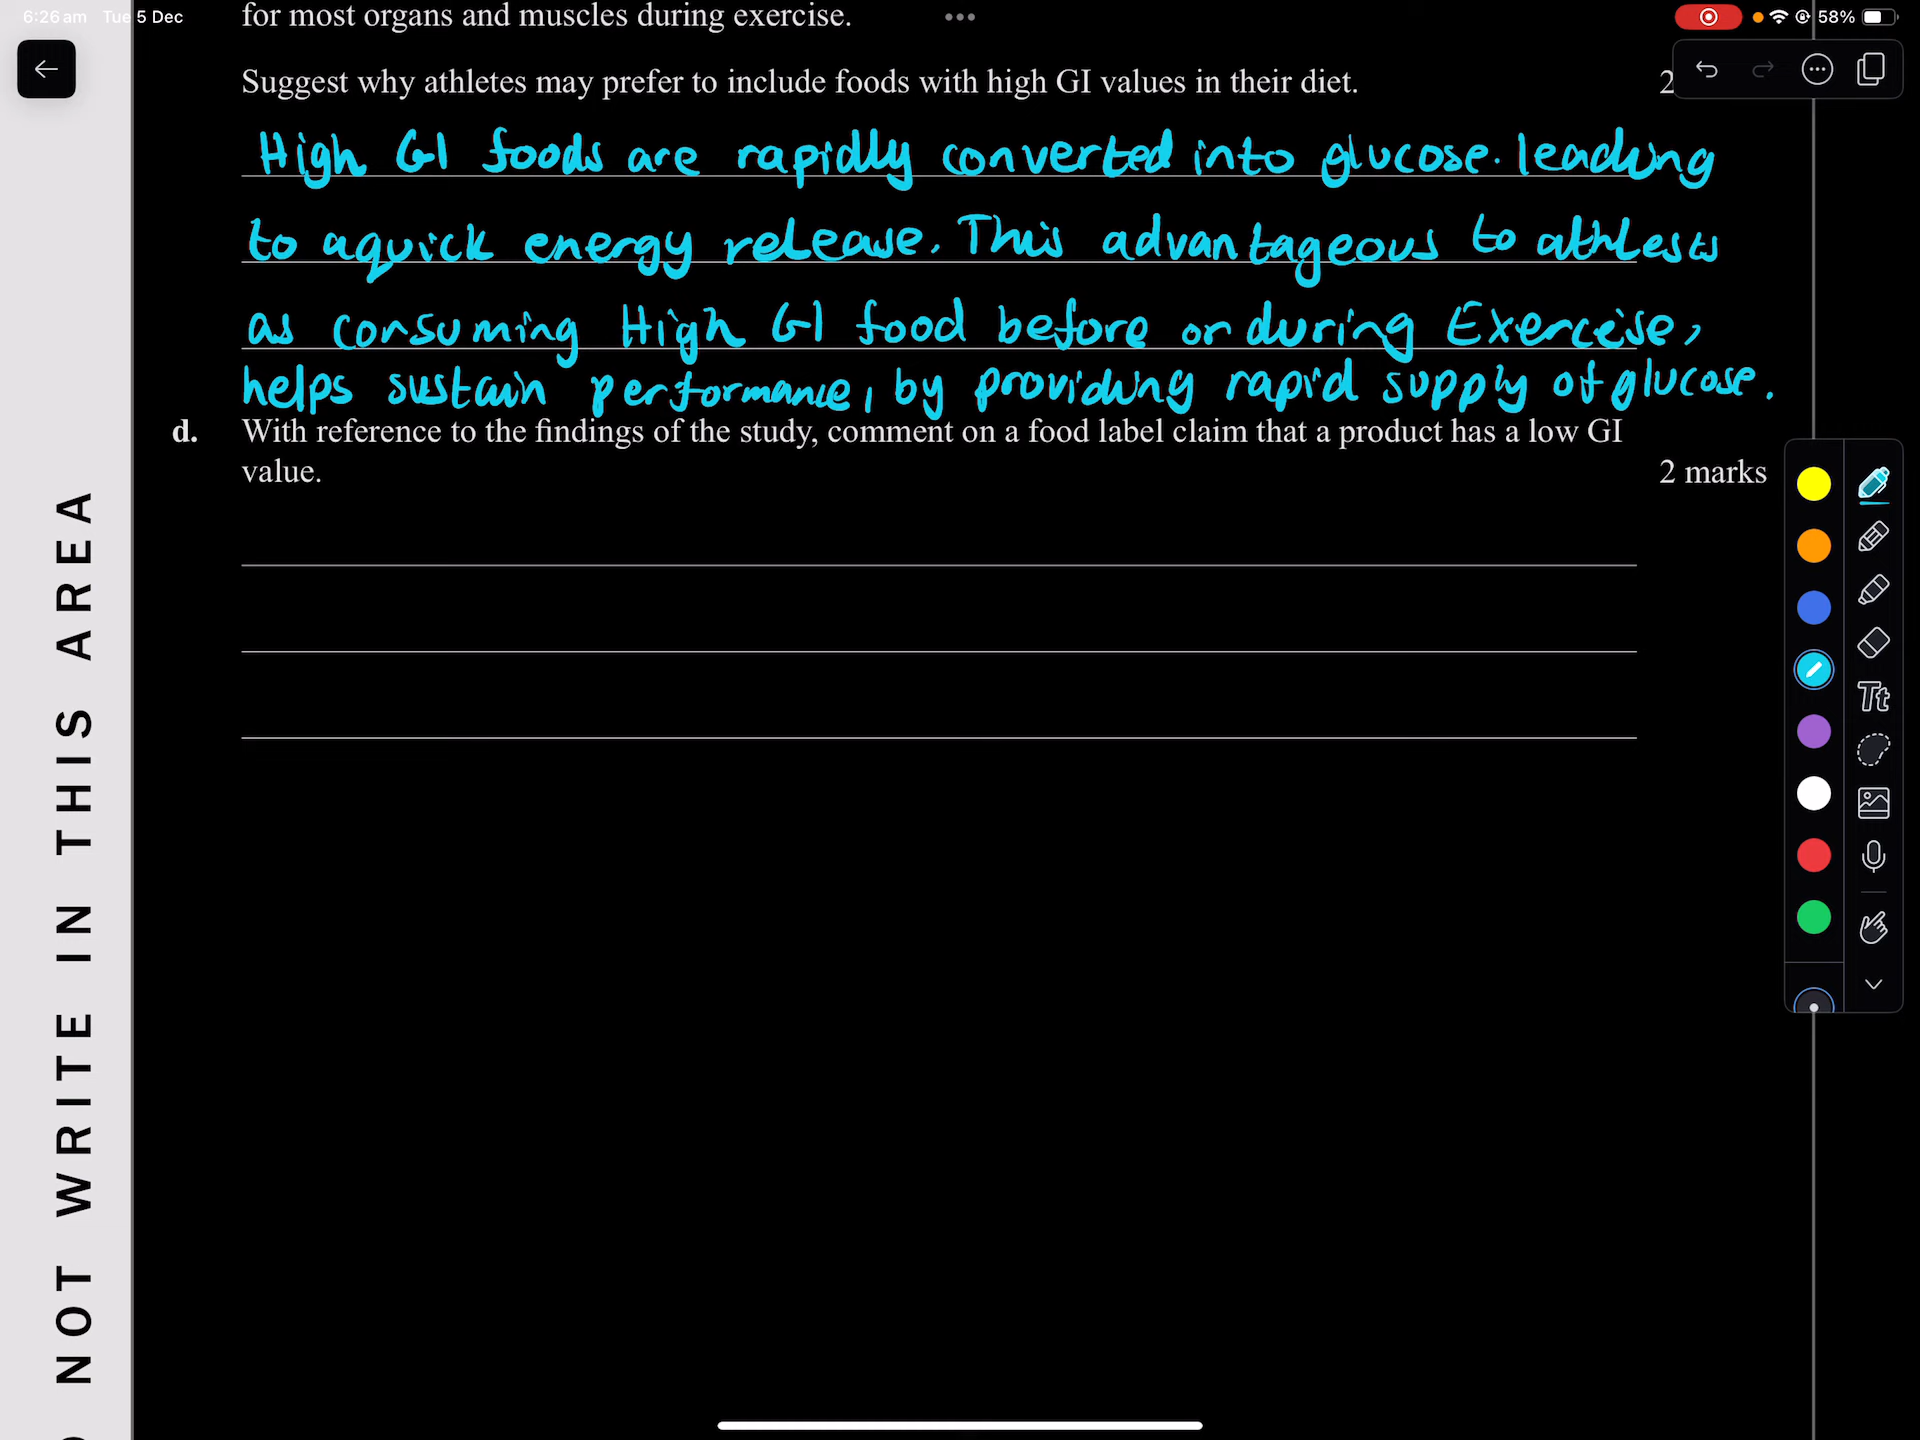 6:26 am Tue 5 Dec
58%
for most organs and muscles during exercise.
Suggest why athletes may prefer to include foods with high GI values in their diet.
2
High GI foods are rapidly converted into glucose. leading
to aquick energy release. This advantageous to athlests
as consuming High GI food before or during Exerceise,
helps sustain performance, by providing rapid supply of glucose.
d. With reference to the findings of the study, comment on a food label claim that a product has a low GI
value.
2 marks
NOT WRITE IN THIS AREA
Tt